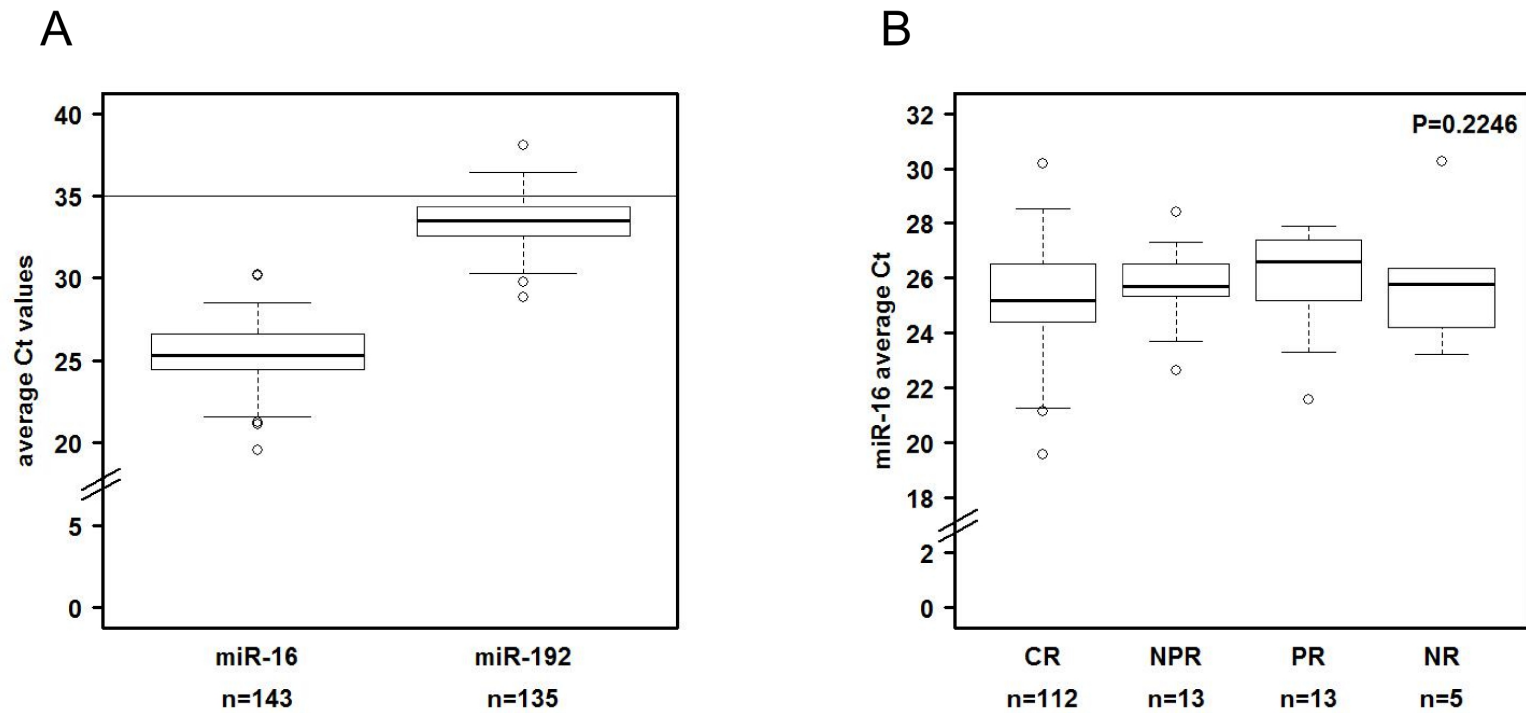 A
average Ct values
40
35
30
25
20
5
0
miR-16
miR-192
n=143
n=135
B
miR-16 average Ct
32
30
28
26
24
22
20
18
2
0
P=0.2246
CR
NPR
PR
NR
n=112
n=13
n=13
n=5